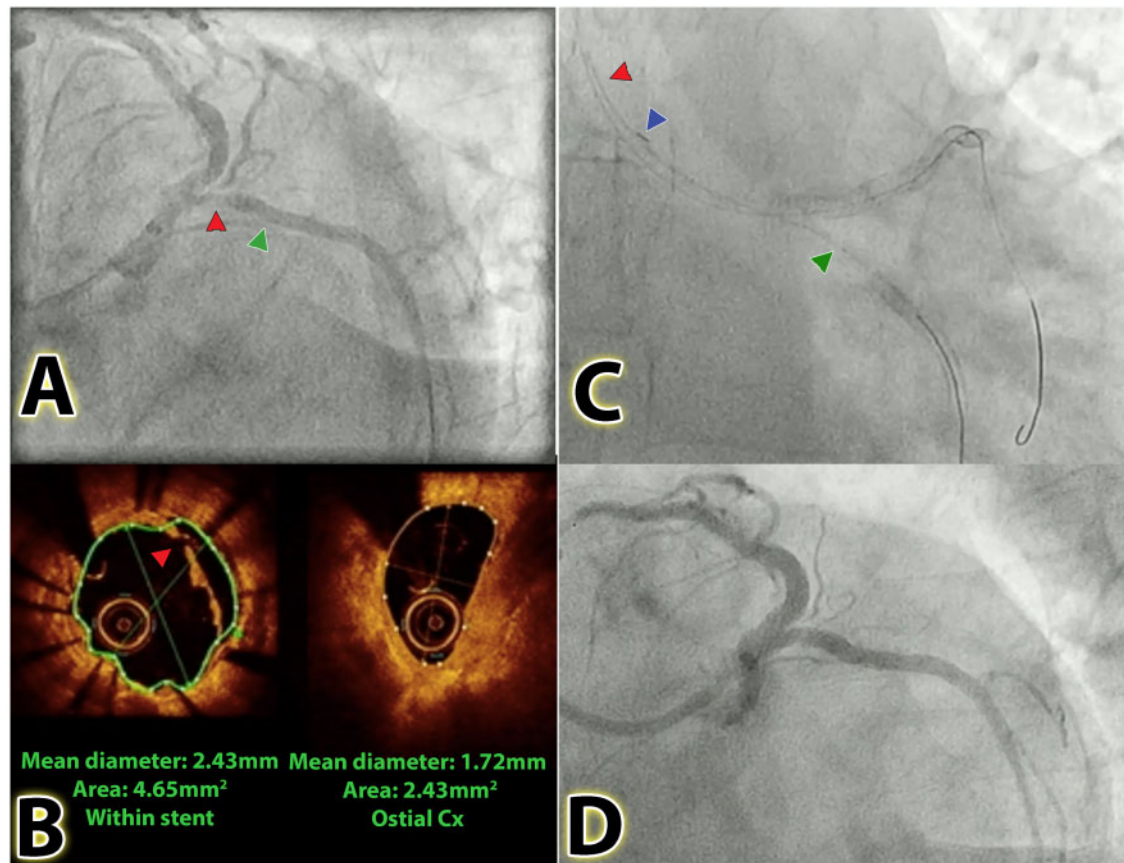 A
C
Mean diameter: 2.43mm
Area: 4.65mm²
Within stent
Mean diameter: 1.72mm
Area: 2.43mm²
Ostial Cx
B
D